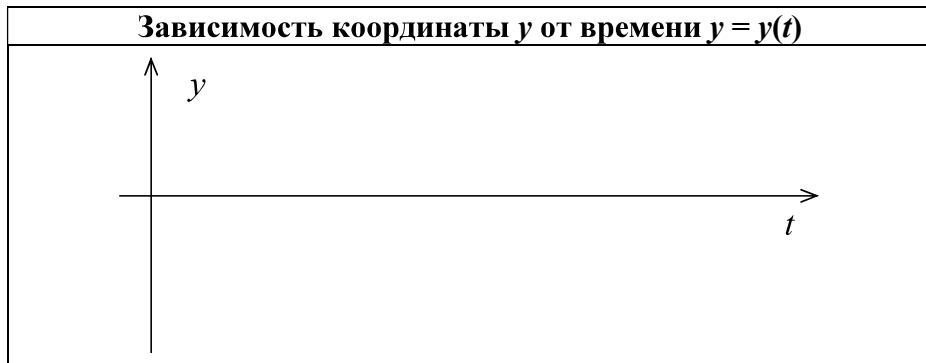 Зависимость координаты y от времени y = y(t)
y
t